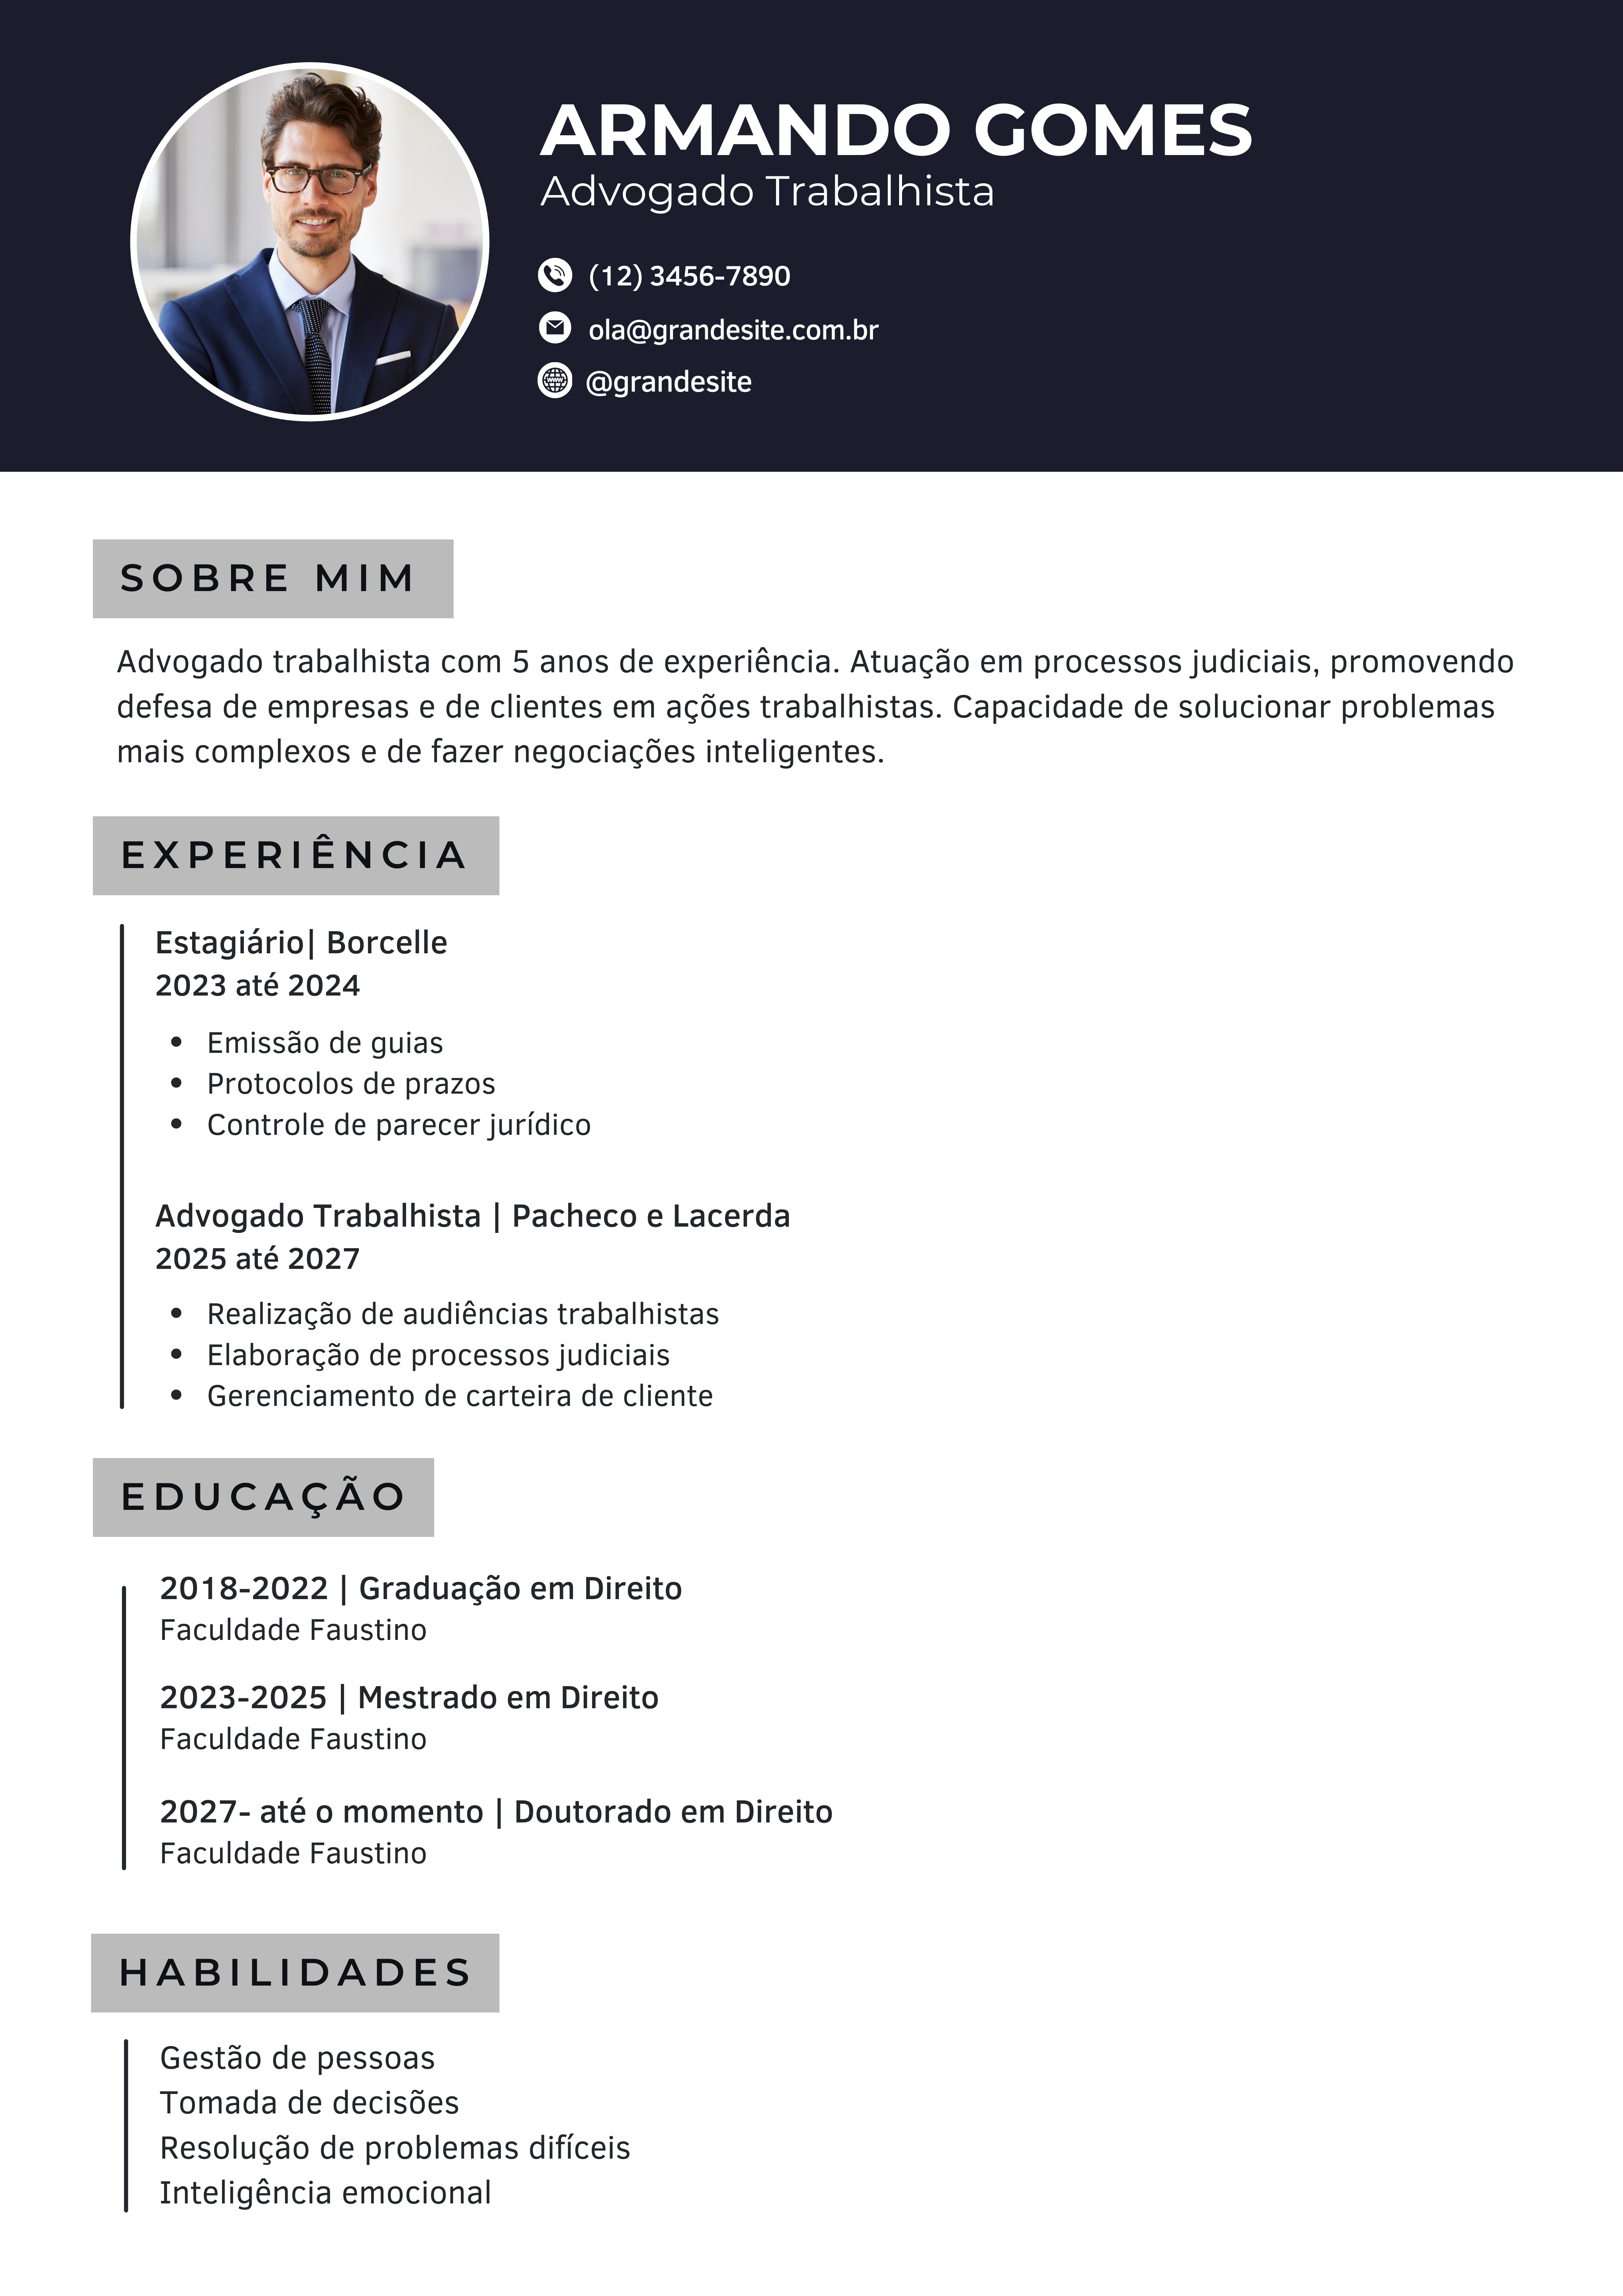 ARMANDO GOMES
Advogado Trabalhista
(12) 3456-7890
ola@grandesite.com.br
@grandesite
SOBRE MIM
Advogado trabalhista com 5 anos de experiência. Atuação em processos judiciais, promovendo
defesa de empresas e de clientes em ações trabalhistas. Capacidade de solucionar problemas
mais complexos e de fazer negociações inteligentes.
EXPERIÊNCIA
Estagiário| Borcelle
2023 até 2024
• Emissão de guias
• Protocolos de prazos
• Controle de parecer jurídico
Advogado Trabalhista | Pacheco e Lacerda
2025 até 2027
• Realização de audiências trabalhistas
• Elaboração de processos judiciais
• Gerenciamento de carteira de cliente
EDUCAÇÃO
2018-2022 | Graduação em Direito
Faculdade Faustino
2023-2025 | Mestrado em Direito
Faculdade Faustino
2027- até o momento | Doutorado em Direito
Faculdade Faustino
HABILIDADES
Gestão de pessoas
Tomada de decisões
Resolução de problemas difíceis
Inteligência emocional